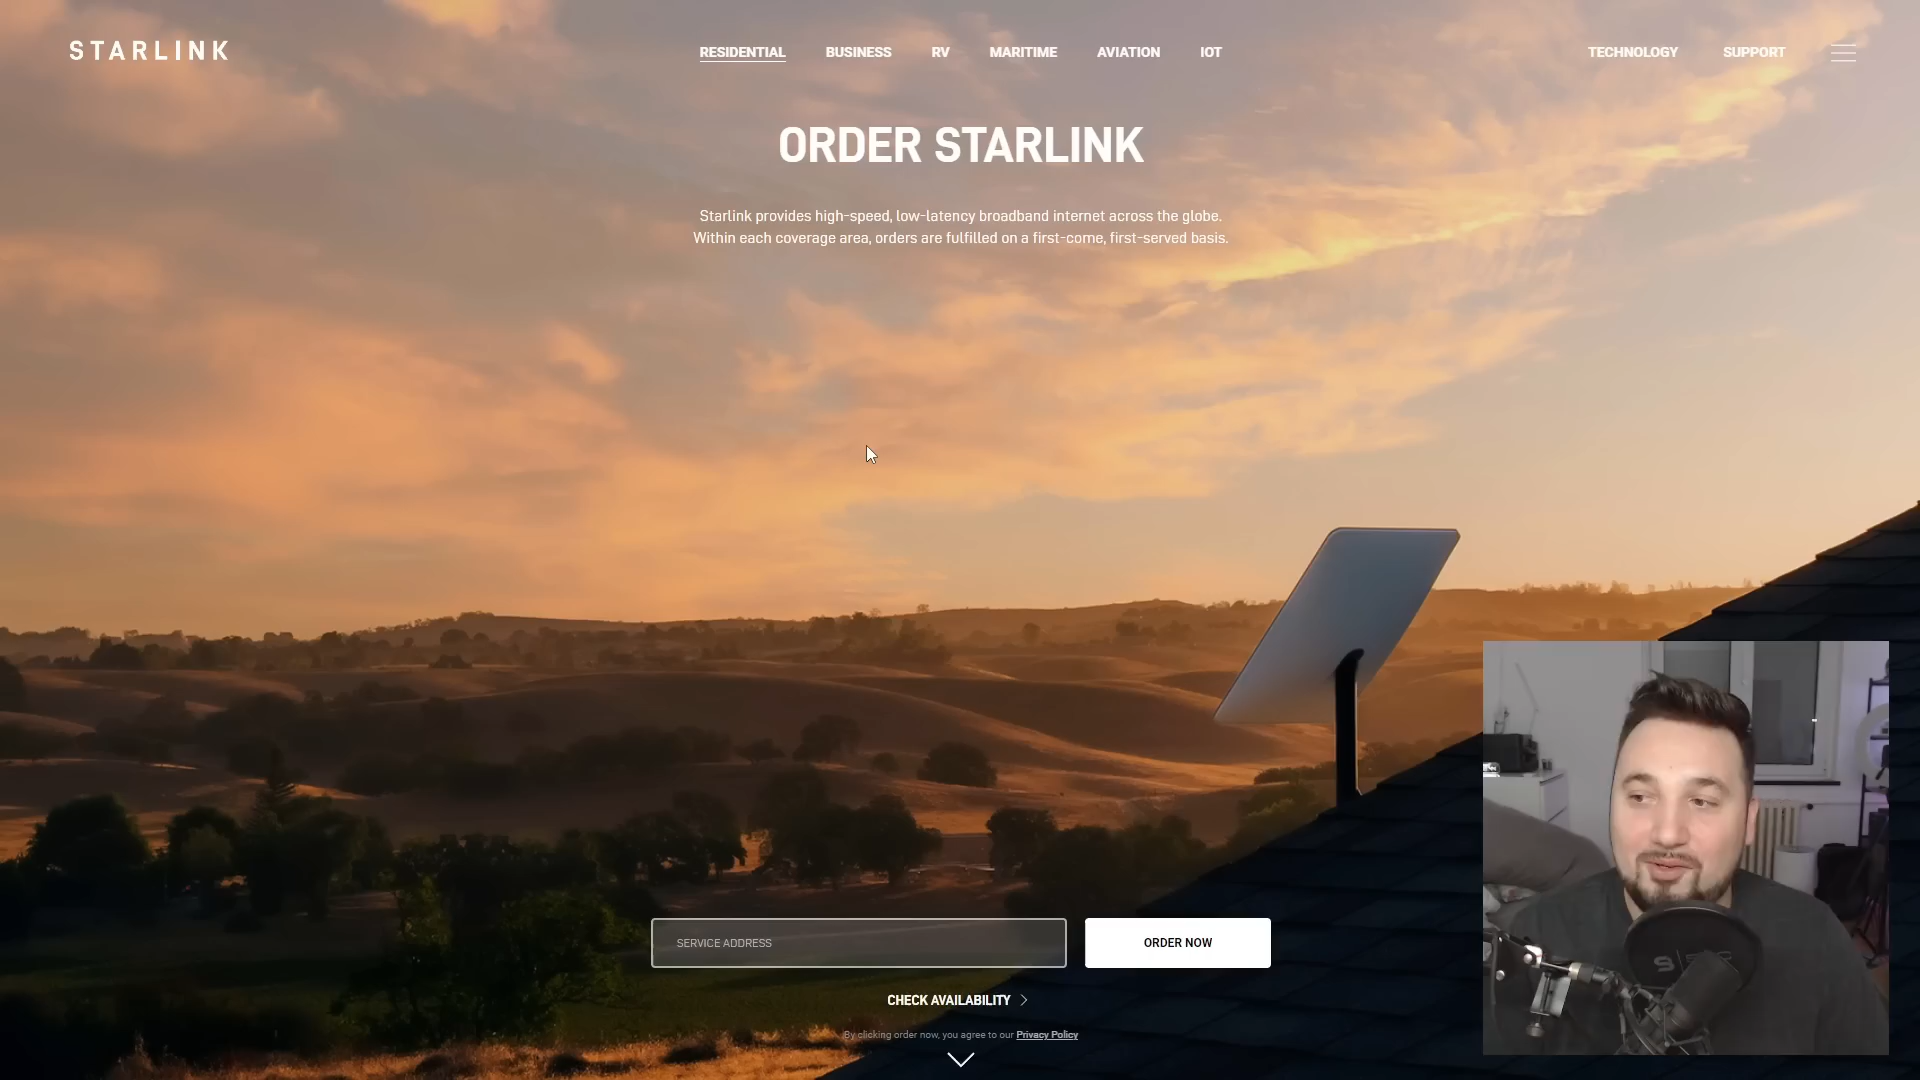 STARLINK
RESIDENTIAL BUSINESS RV MARITIME AVIATION IOT
TECHNOLOGY SUPPORT
ORDER STARLINK
Starlink provides high-speed, low-latency broadband internet across the globe.
Within each coverage area, orders are fulfilled on a first-come, first-served basis.
SERVICE ADDRESS
ORDER NOW
CHECK AVAILABILITY
By clicking order now, you agree to our Privacy Policy